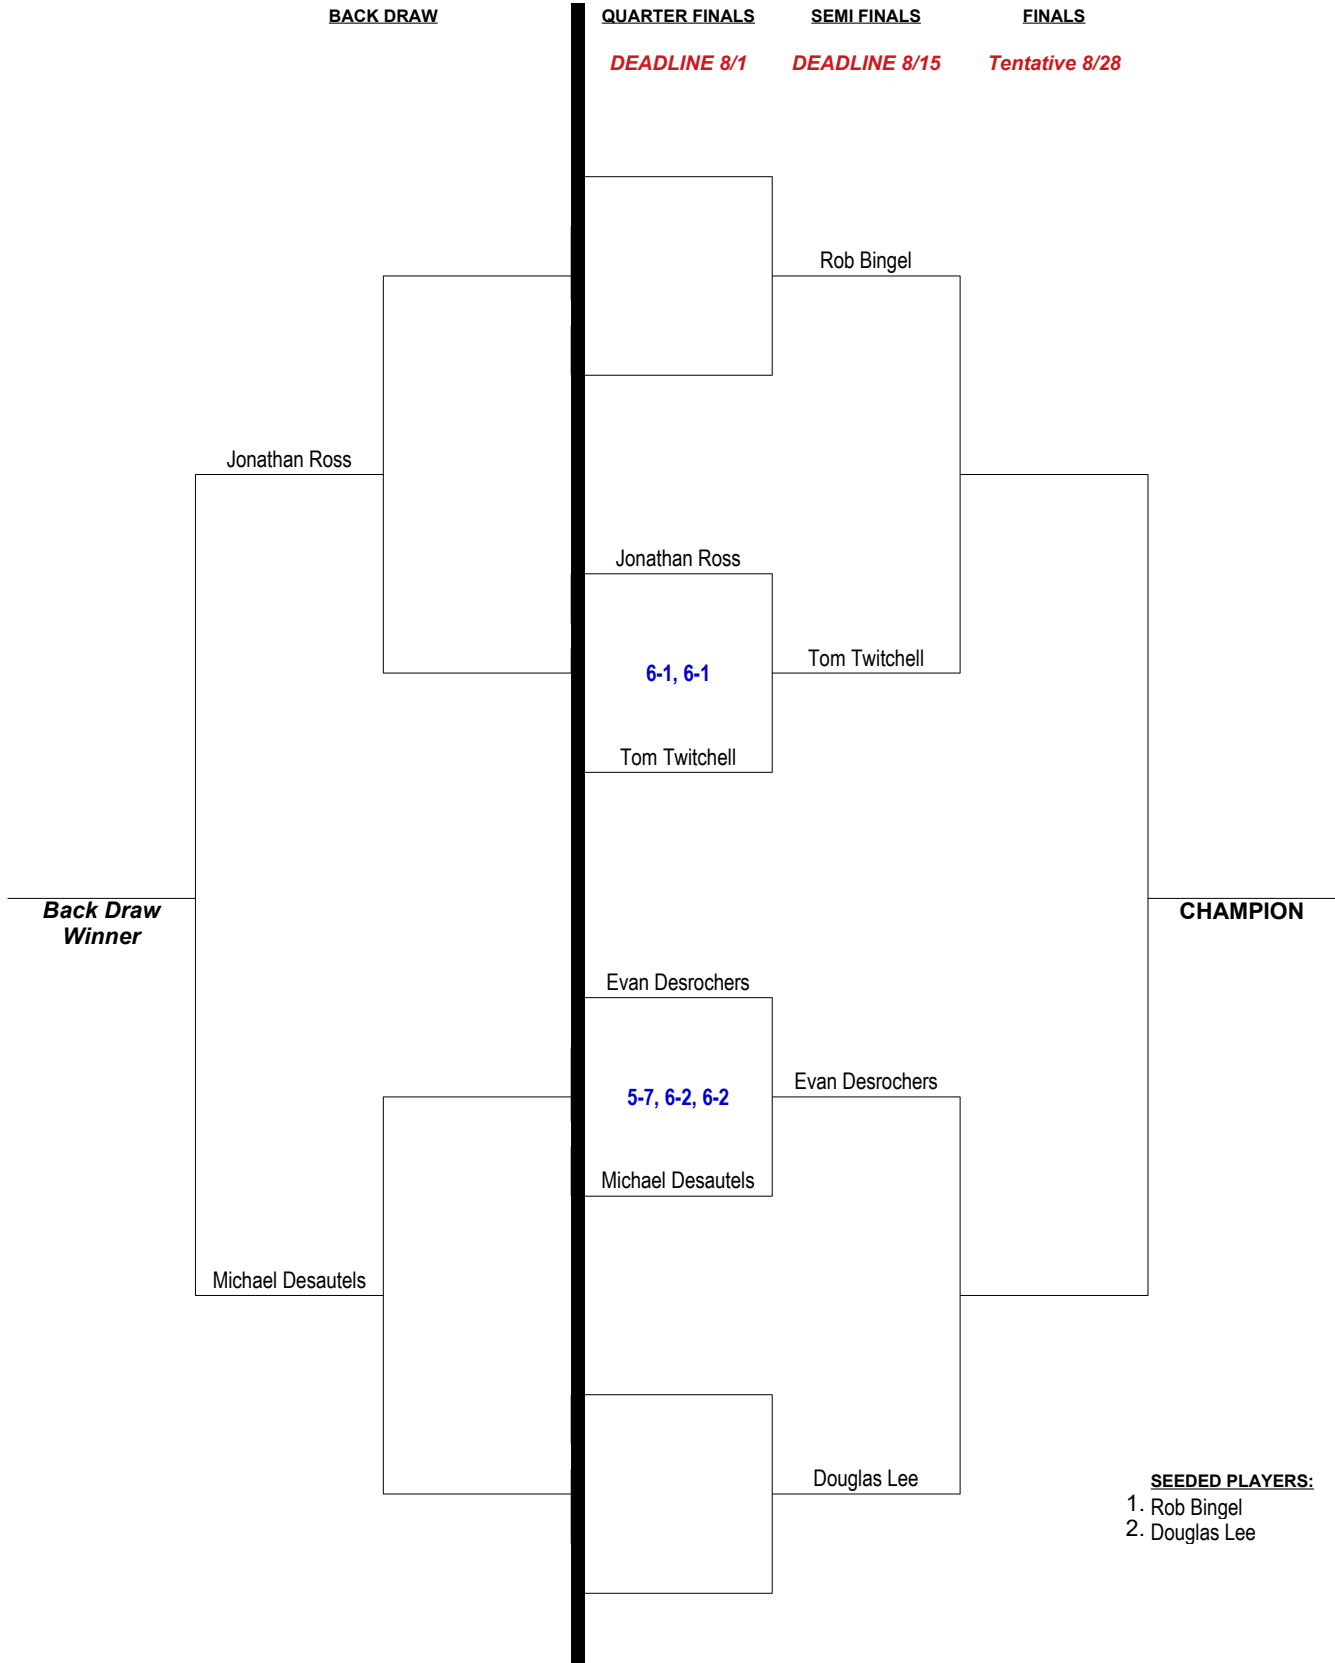 BACK DRAW
QUARTER FINALS
SEMI FINALS
FINALS
DEADLINE 8/1
DEADLINE 8/15
Tentative 8/28
Rob Bingel
Jonathan Ross
Jonathan Ross
6-1, 6-1
Tom Twitchell
Tom Twitchell
Back Draw
Winner
CHAMPION
Evan Desrochers
5-7, 6-2, 6-2
Evan Desrochers
Michael Desautels
Michael Desautels
Douglas Lee
SEEDED PLAYERS:
1. Rob Bingel
2. Douglas Lee